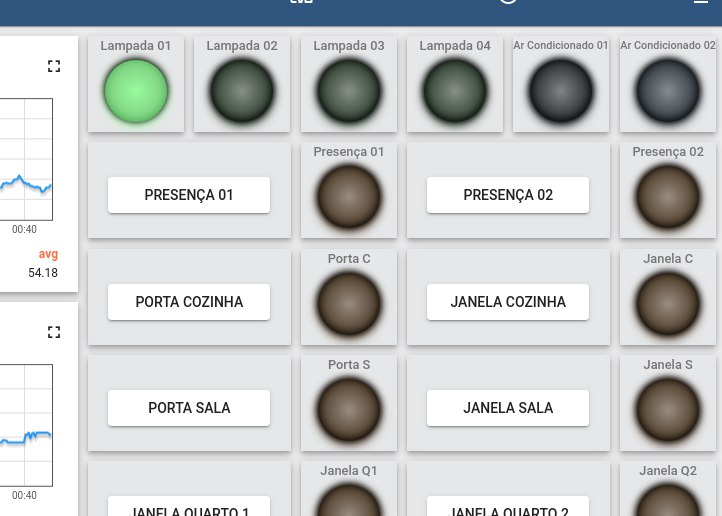 Lampada 01
Lampada 02
Lampada 03
Lampada 04
Ar Condicionado 01
Ar Condicionado 02
00:40
avg
54.18
PRESENÇA 01
Presença 01
PRESENÇA 02
Presença 02
PORTA COZINHA
Porta C
JANELA COZINHA
Janela C
PORTA SALA
Porta S
JANELA SALA
Janela S
00:40
JANELA QUARTO 1
Janela Q1
JANELA QUARTO 2
Janela Q2